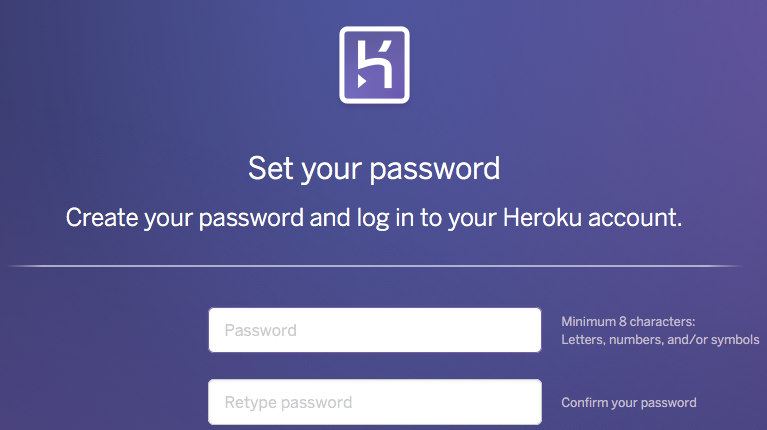 Set your password
Create your password and log in to your Heroku account.
Password
Minimum 8 characters:
Letters, numbers, and/or symbols
Retype password
Confirm your password